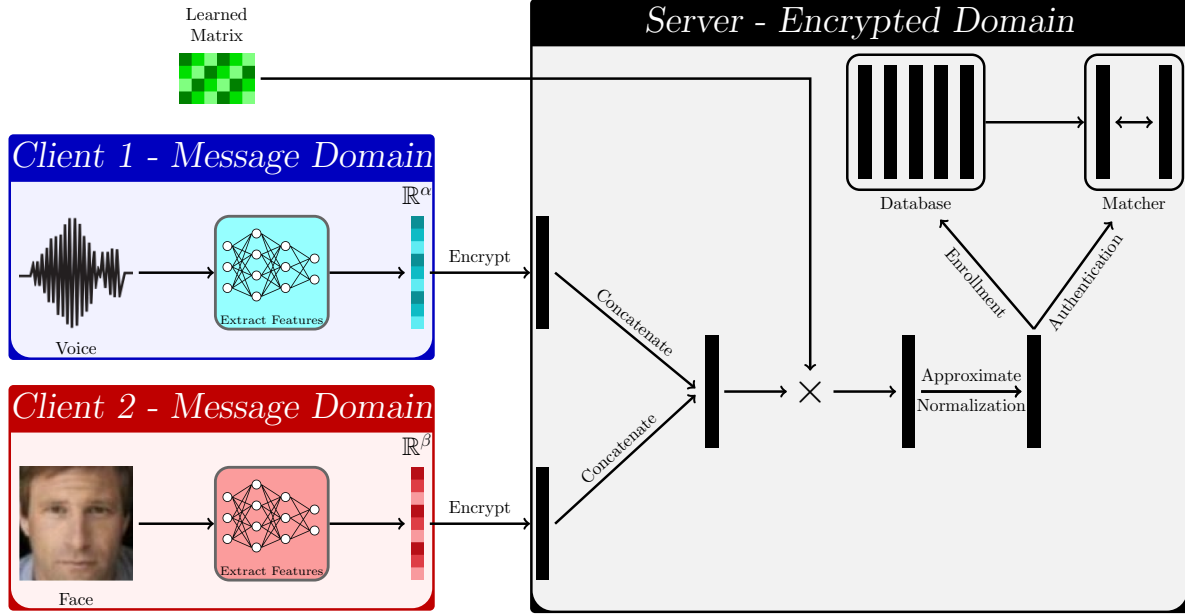 Learned
Matrix
Server - Encrypted Domain
Client 1 - Message Domain
ℝ^α
Extract Features
Voice
Encrypt
Client 2 - Message Domain
ℝ^β
Extract Features
Face
Encrypt
Concatenate
Concatenate
×
Approximate
Normalization
Enrollment
Authentication
Database
Matcher